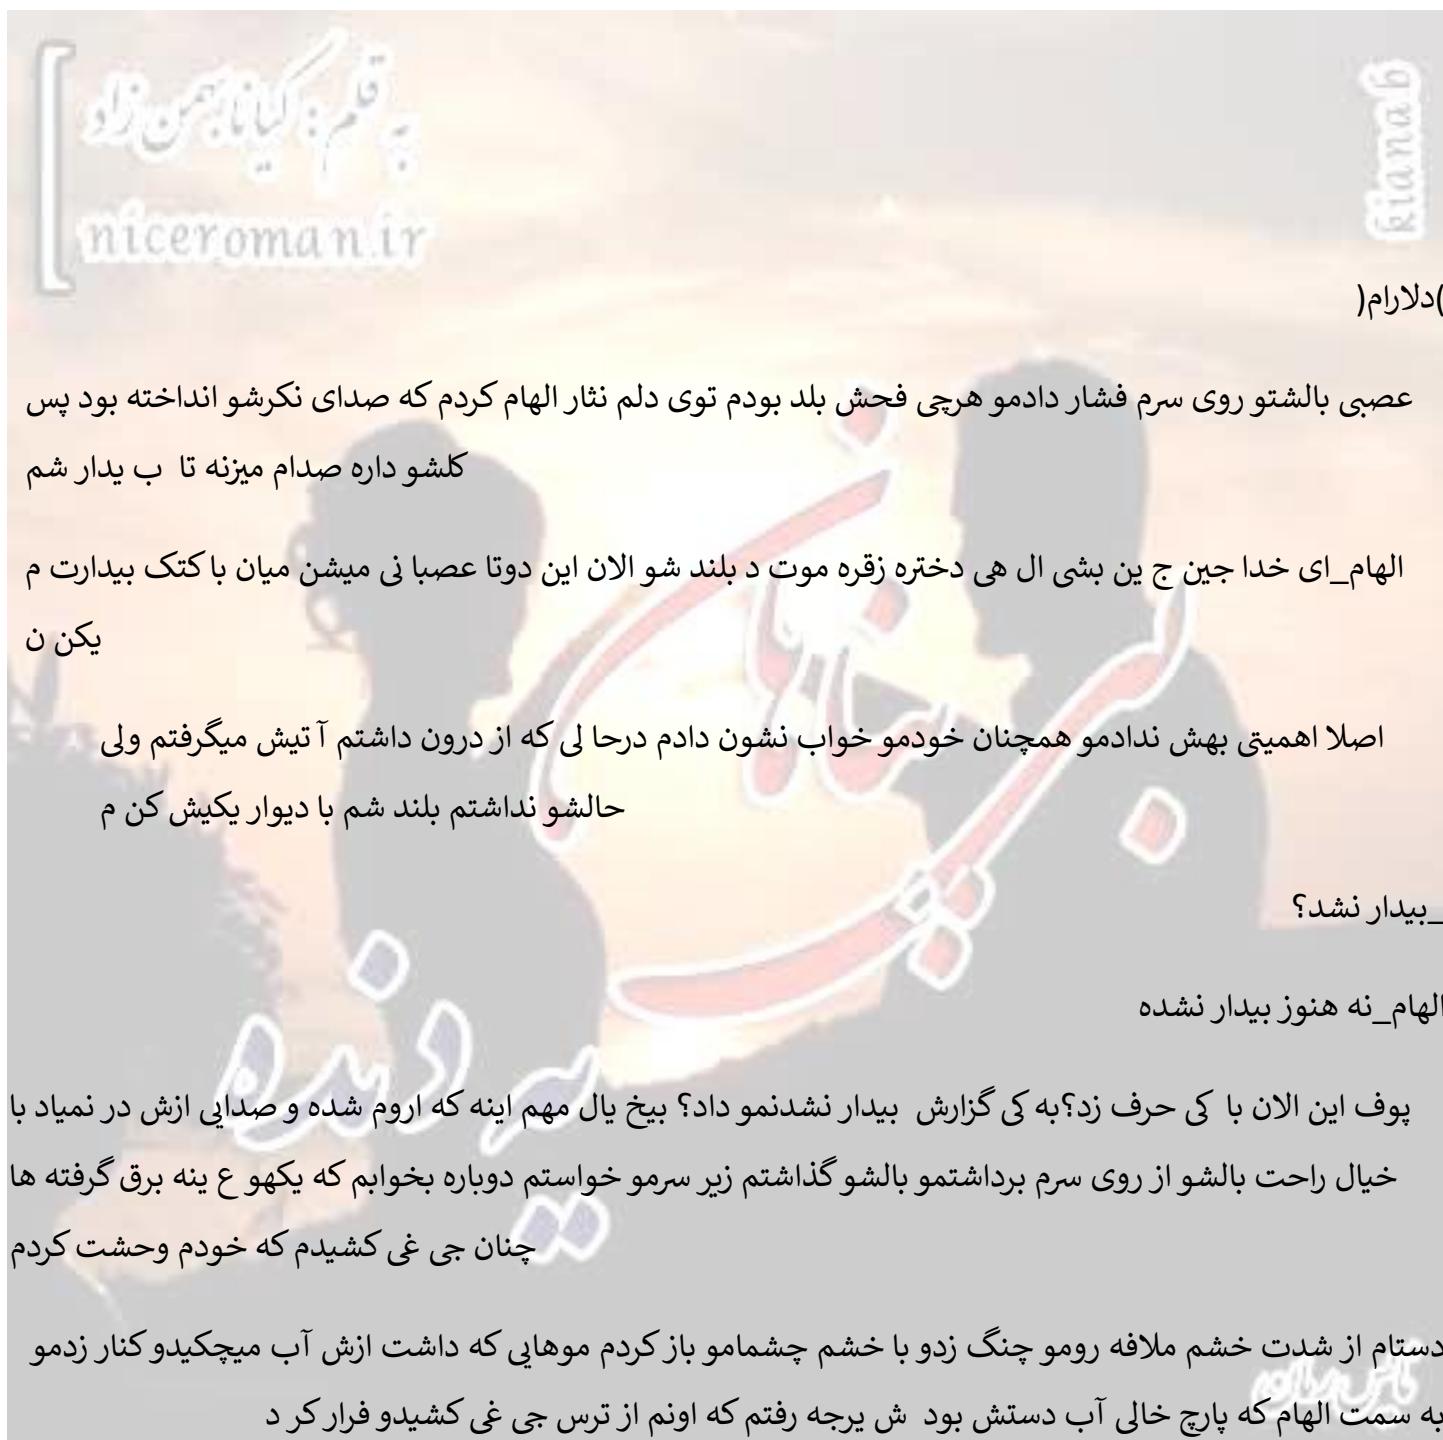 به قلم: کیانا بهمن زاد
niceroman.ir
kiana b
)دلارام(
عصبی بالشتو روی سرم فشار دادمو هرچی فحش بلد بودم توی دلم نثار الهام کردم که صدای نکرشو انداخته بود پس
کلشو داره صدام میزنه تا ب یدار شم
الهام_ای خدا جین ج ین بشی ال هی دختره زقره موت د بلند شو الان این دوتا عصبا نی میشن میان با کتک بیدارت م
یکن ن
اصلا اهمیتی بهش ندادمو همچنان خودمو خواب نشون دادم درحا لی که از درون داشتم آ تیش میگرفتم ولی
حالشو نداشتم بلند شم با دیوار یکیش کن م
_بیدار نشد؟
الهام_نه هنوز بیدار نشده
پوف این الان با کی حرف زد؟به کی گزارش بیدار نشدنمو داد؟ بیخ یال مهم اینه که اروم شده و صدایی ازش در نمیاد با
خیال راحت بالشو از روی سرم برداشتمو بالشو گذاشتم زیر سرمو خواستم دوباره بخوابم که یکهو ع ینه برق گرفته ها
چنان جی غی کشیدم که خودم وحشت کردم
دستام از شدت خشم ملافه رومو چنگ زدو با خشم چشمامو باز کردم موهایی که داشت ازش آب میچکیدو کنار زدمو
به سمت الهام که پارچ خالی آب دستش بود ش یرجه رفتم که اونم از ترس جی غی کشیدو فرار کر د